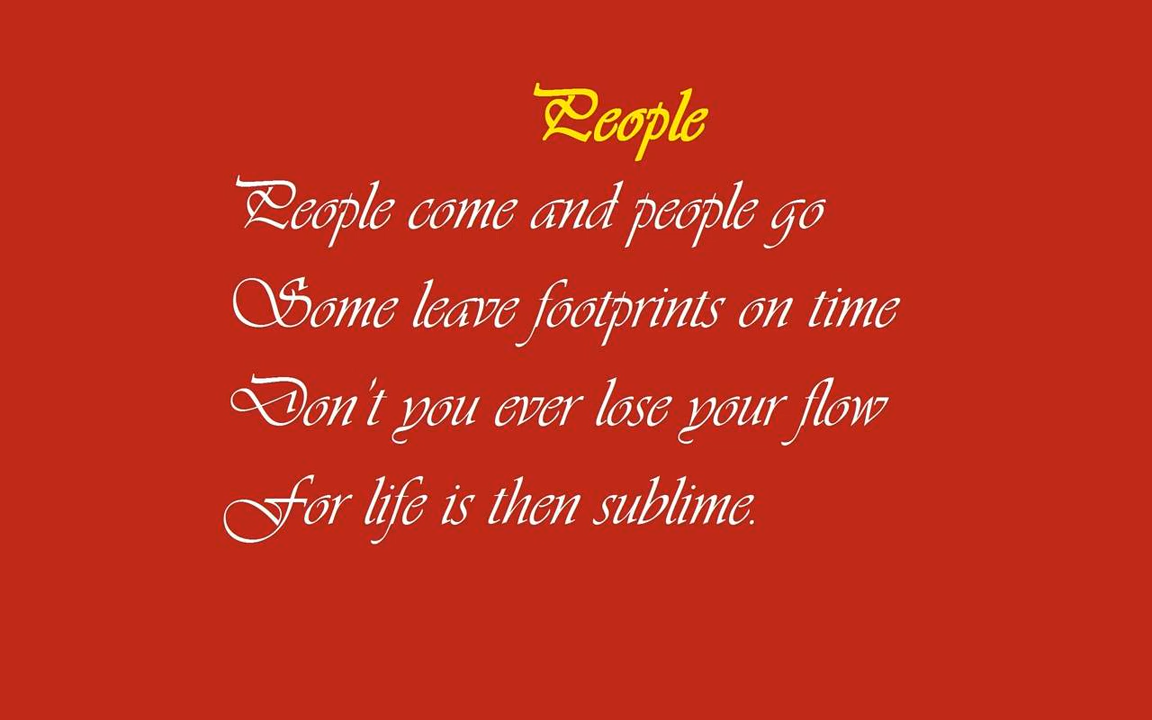 People
People come and people go
Some leave footprints on time
Don't you ever lose your flow
For life is then sublime.